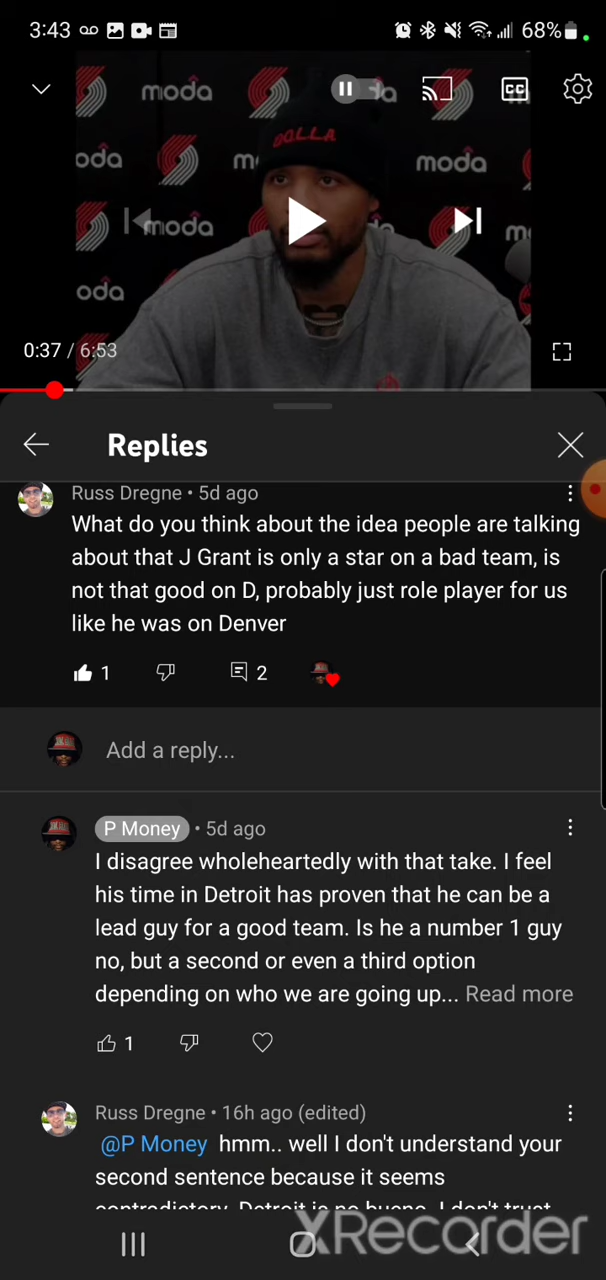 3:43 68%
moda
moda
oda moda
moda
oda
DOLLA
CC
0:37 / 6:53
Replies
Russ Dregne • 5d ago
What do you think about the idea people are talking
about that J Grant is only a star on a bad team, is
not that good on D, probably just role player for us
like he was on Denver
1 2
Add a reply...
P Money • 5d ago
I disagree wholeheartedly with that take. I feel
his time in Detroit has proven that he can be a
lead guy for a good team. Is he a number 1 guy
no, but a second or even a third option
depending on who we are going up... Read more
1
Russ Dregne • 16h ago (edited)
@P Money hmm.. well I don't understand your
second sentence because it seems
contradictory. Detroit is no bueno. I don't trust
XRecorder